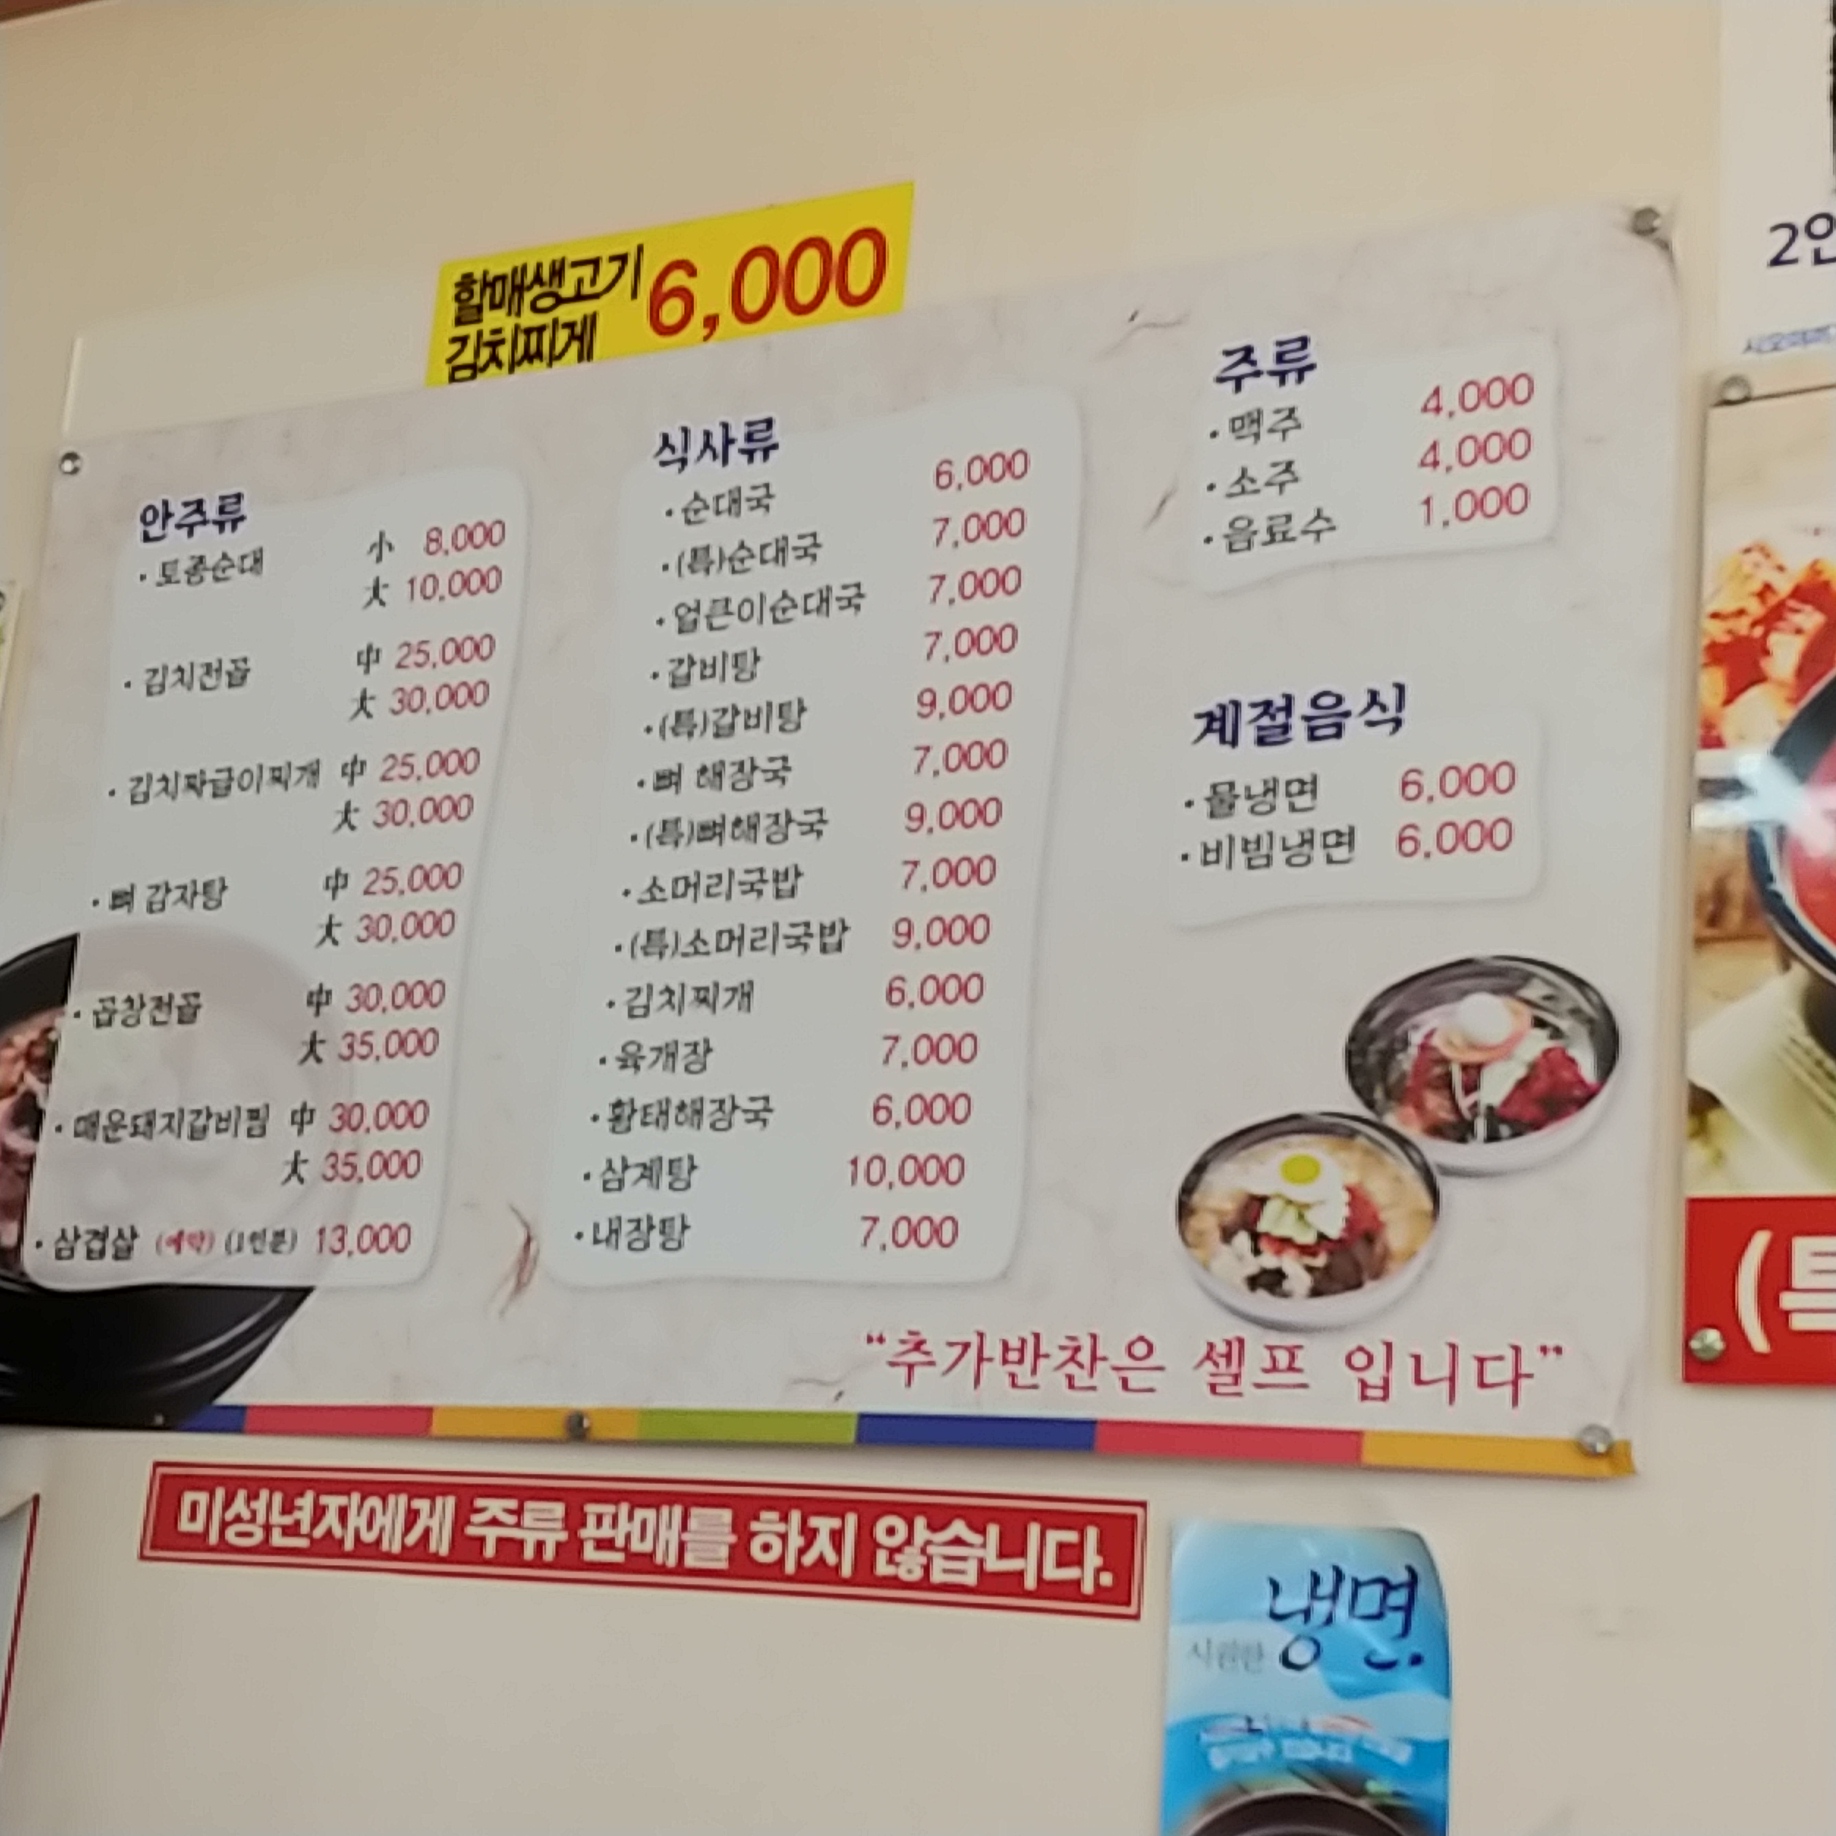 할매생고기
김치찌게 6,000
안주류
·토종순대 小 8,000
大 10,000
·김치전골 中 25,000
大 30,000
·김치짜글이찌개 中 25,000
大 30,000
·뼈 감자탕 中 25,000
大 30,000
·곱창전골 中 30,000
大 35,000
·매운돼지갈비찜 中 30,000
大 35,000
·삼겹살 (예약) (1인분) 13,000
식사류
·순대국 6,000
·(특)순대국 7,000
·얼큰이순대국 7,000
·갈비탕 7,000
·(특)갈비탕 9,000
·뼈 해장국 7,000
·(특)뼈해장국 9,000
·소머리국밥 7,000
·(특)소머리국밥 9,000
·김치찌개 6,000
·육개장 7,000
·황태해장국 6,000
·삼계탕 10,000
·내장탕 7,000
주류
·맥주 4,000
·소주 4,000
·음료수 1,000
계절음식
·물냉면 6,000
·비빔냉면 6,000
"추가반찬은 셀프 입니다"
미성년자에게 주류 판매를 하지 않습니다.
시원한 냉면
2인
(특